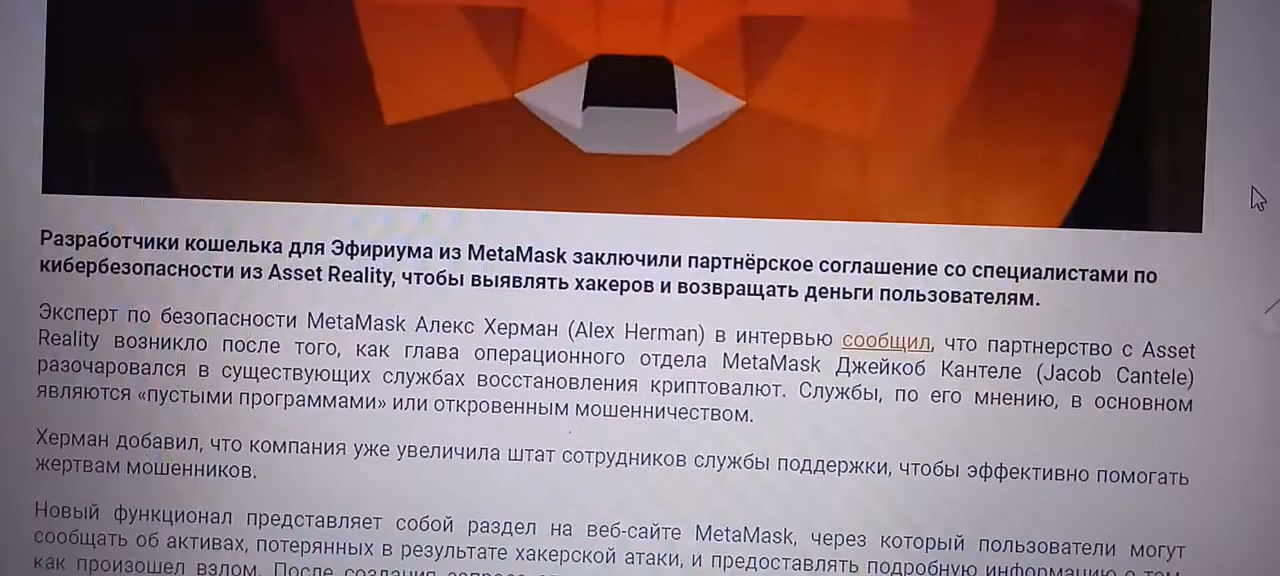 Разработчики кошелька для Эфириума из MetaMask заключили партнёрское соглашение со специалистами по
кибербезопасности из Asset Reality, чтобы выявлять хакеров и возвращать деньги пользователям.
Эксперт по безопасности MetaMask Алекс Херман (Alex Herman) в интервью сообщил, что партнерство с Asset
Reality возникло после того, как глава операционного отдела MetaMask Джейкоб Кантеле (Jacob Cantele)
разочаровался в существующих службах восстановления криптовалют. Службы, по его мнению, в основном
являются «пустыми программами» или откровенным мошенничеством.
Херман добавил, что компания уже увеличила штат сотрудников службы поддержки, чтобы эффективно помогать
жертвам мошенников.
Новый функционал представляет собой раздел на веб-сайте MetaMask, через который пользователи могут
сообщать об активах, потерянных в результате хакерской атаки, и предоставлять подробную информацию о том,
как произошел взлом. После создания запроса